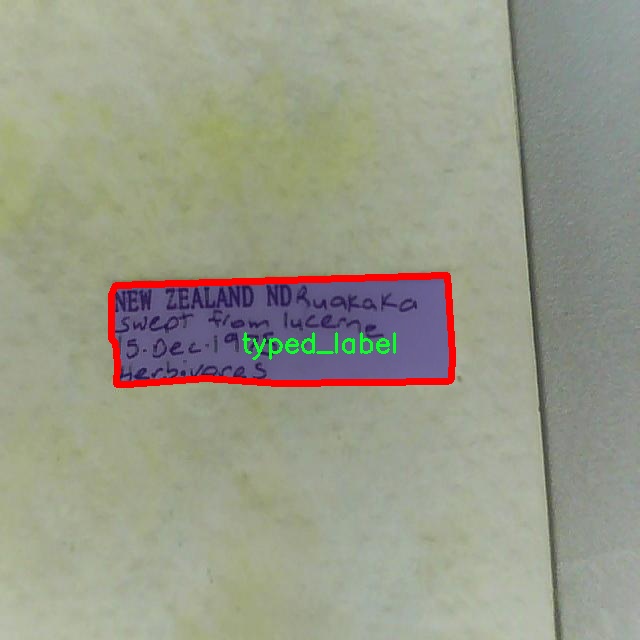 NEW ZEALAND ND Ruakaka
swept from lucerne
15. Dec. typed_label
Herbivores